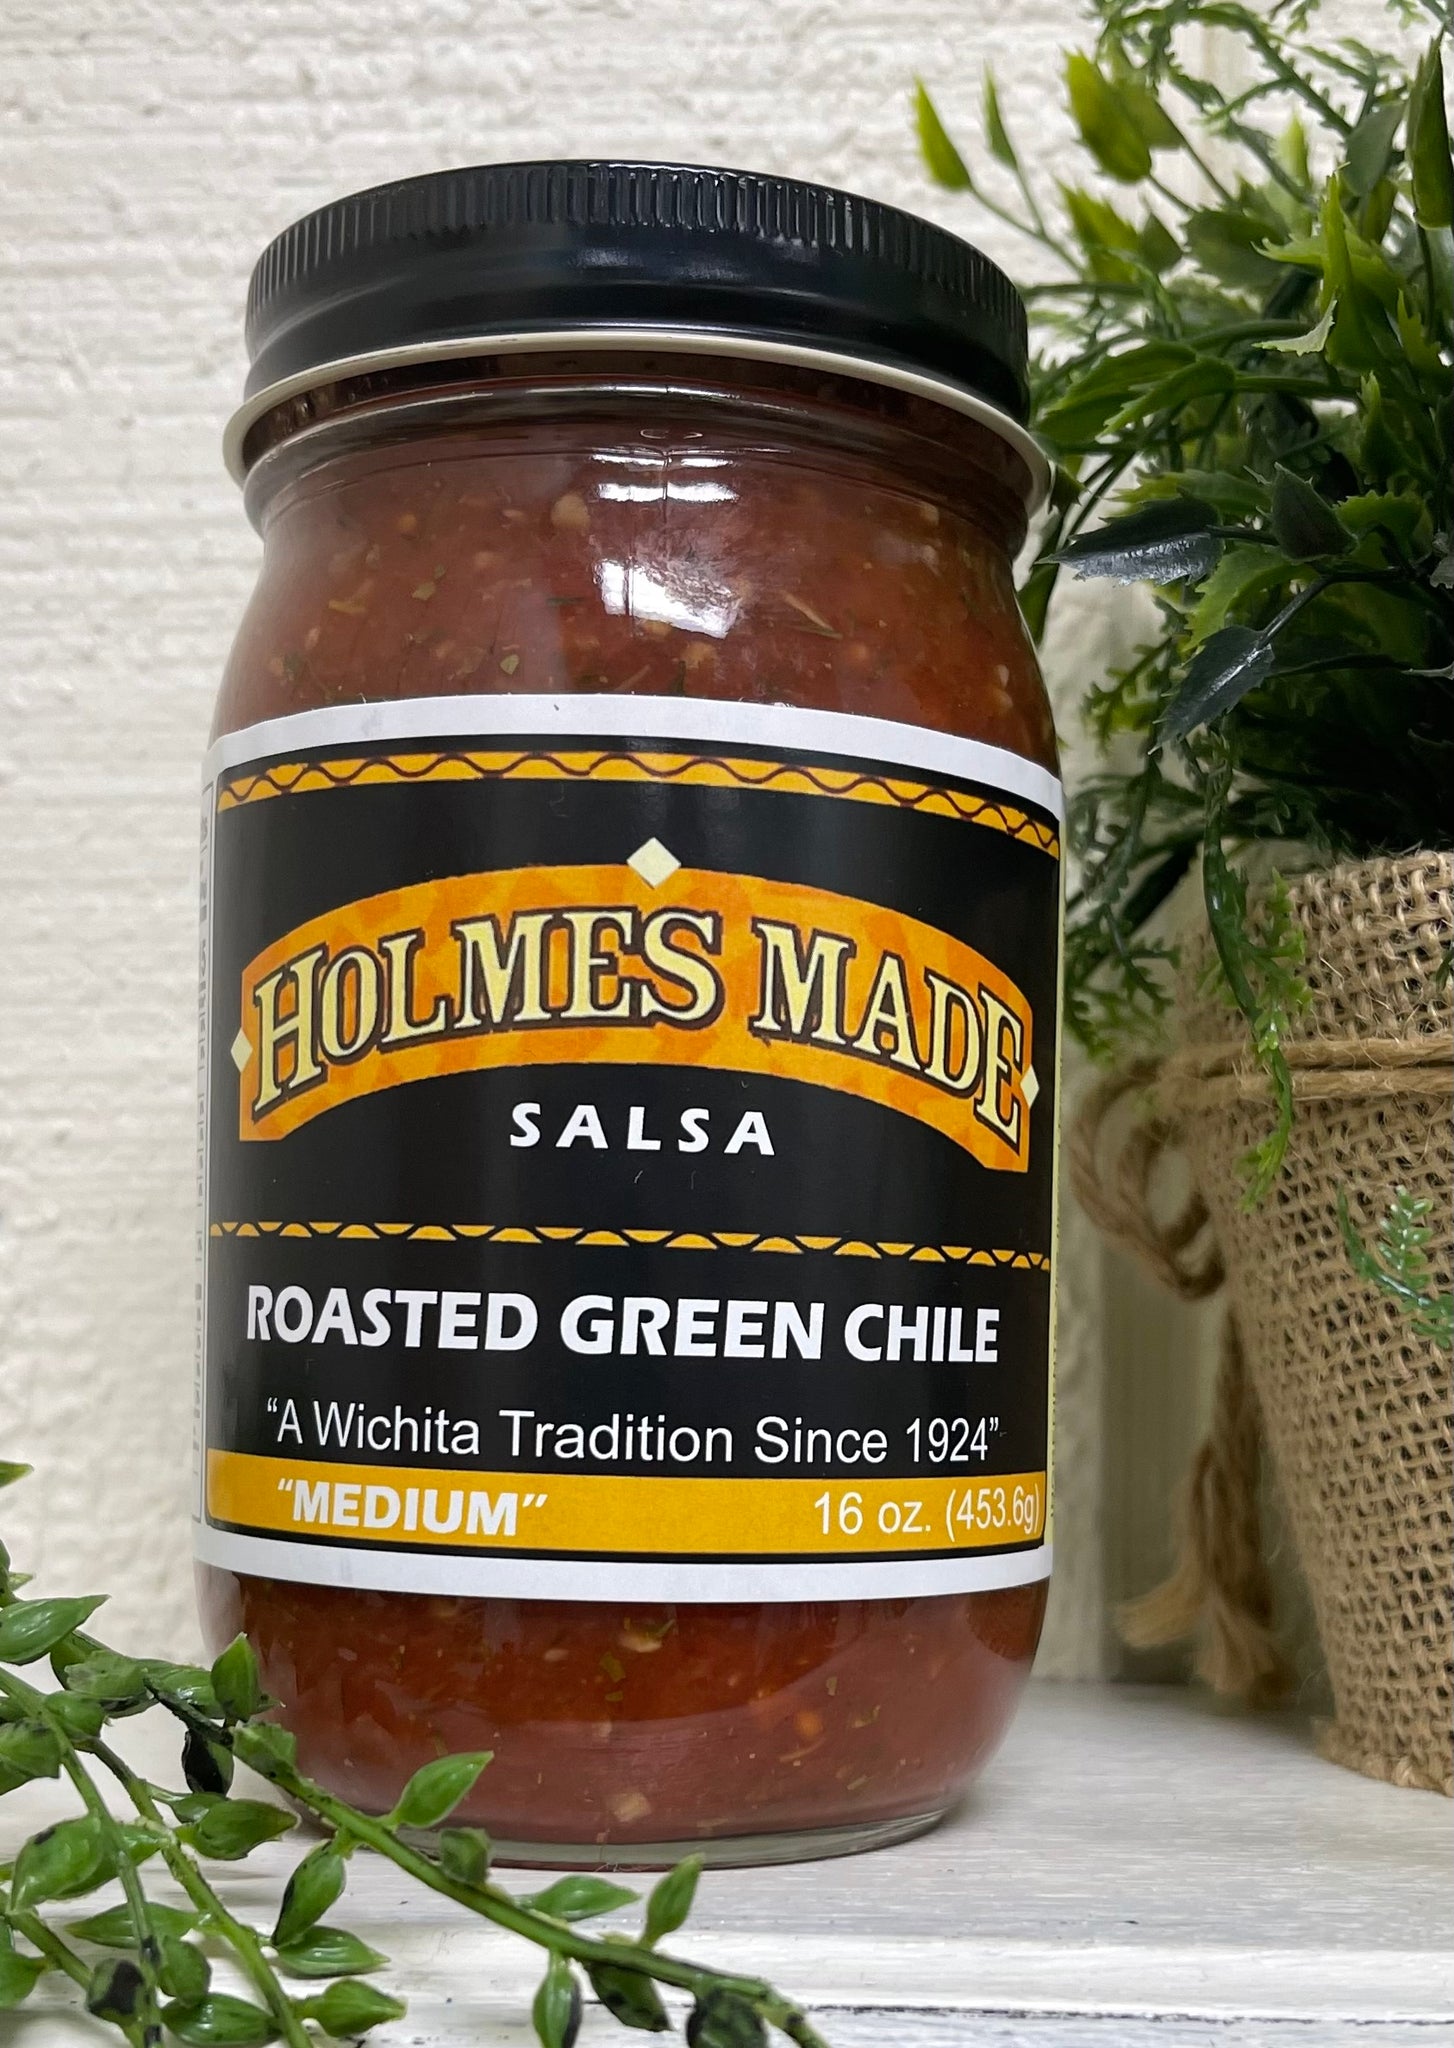 HOLMES MADE
SALSA
ROASTED GREEN CHILE
“A Wichita Tradition Since 1924”
“MEDIUM” 16 oz. (453.6g)